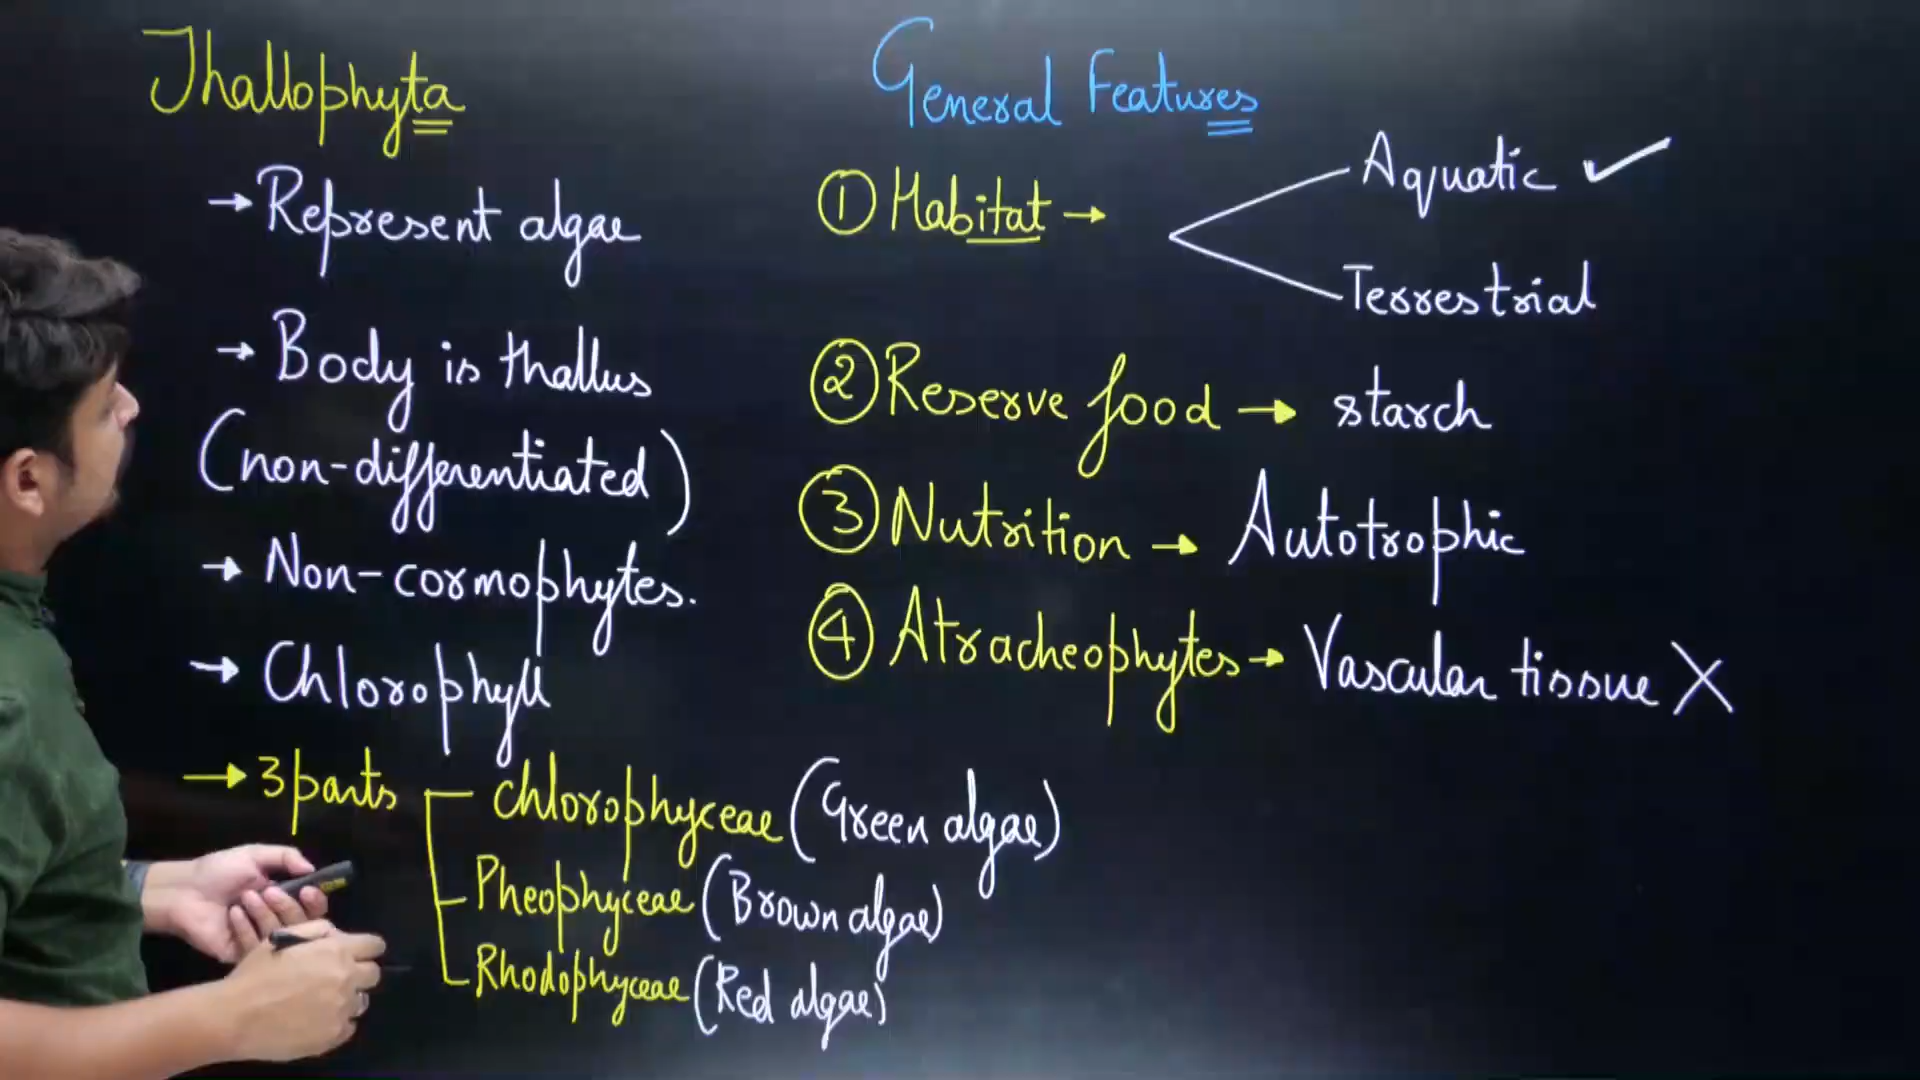 Thallophyta
→ Represent algae
→ Body is thallus
(non-differentiated)
→ Non-cormophytes.
→ Chlorophyll
→ 3 parts
Chlorophyceae (Green algae)
Pheophyceae (Brown algae)
Rhodophyceae (Red algae)
General Features
① Habitat →
Aquatic ✓
Terrestrial
② Reserve food → starch
③ Nutrition → Autotrophic
④ Atracheophytes → Vascular tissue X